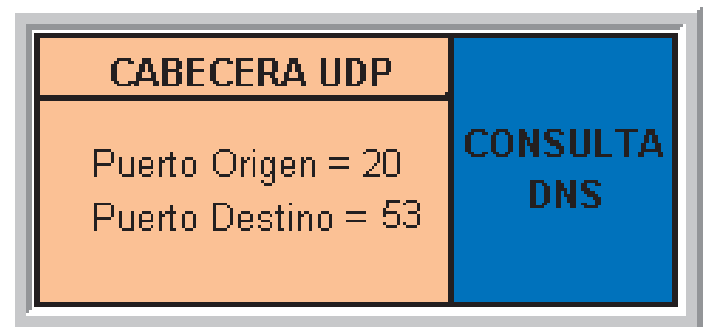 CABECERA UDP
Puerto Origen = 20
Puerto Destino = 53
CONSULTA
DNS